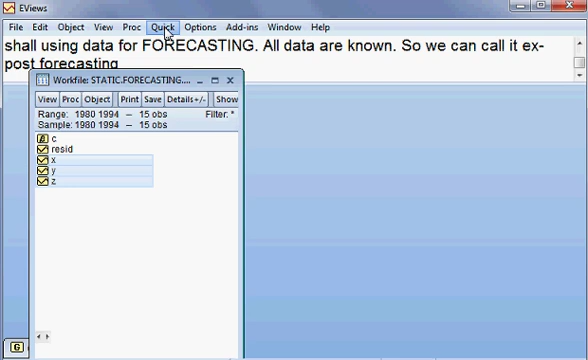 EViews
File Edit Object View Proc Quick Options Add-ins Window Help
shall using data for FORECASTING. All data are known. So we can call it ex-
post forecasting
Workfile: STATIC.FORECASTING....
View Proc Object Print Save Details+/- Show
Range: 1980 1994 – 15 obs Filter: *
Sample: 1980 1994 – 15 obs
c
resid
x
y
z
G